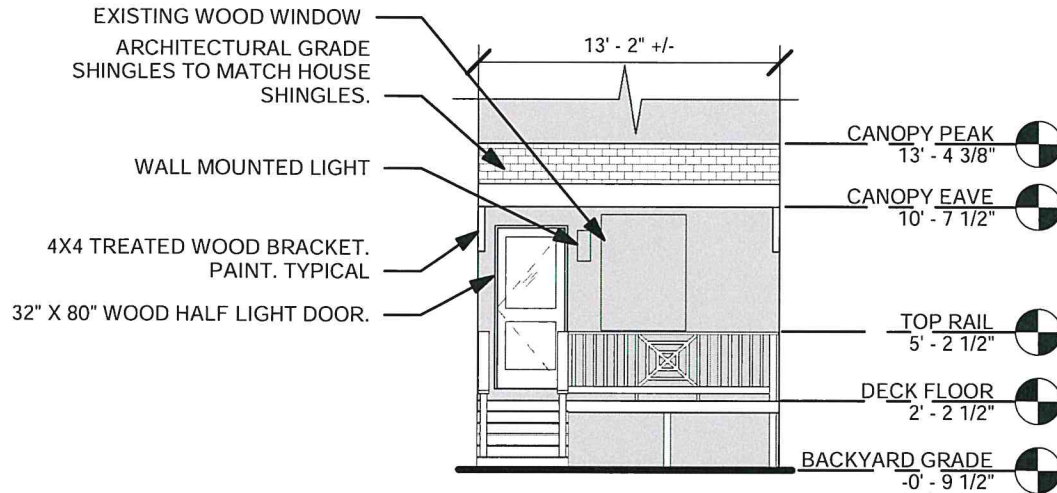 EXISTING WOOD WINDOW
ARCHITECTURAL GRADE
SHINGLES TO MATCH HOUSE
SHINGLES.
WALL MOUNTED LIGHT
4X4 TREATED WOOD BRACKET.
PAINT. TYPICAL
32" X 80" WOOD HALF LIGHT DOOR.
13' - 2" +/-
CANOPY PEAK
13' - 4 3/8"
CANOPY EAVE
10' - 7 1/2"
TOP RAIL
5' - 2 1/2"
DECK FLOOR
2' - 2 1/2"
BACKYARD GRADE
-0' - 9 1/2"